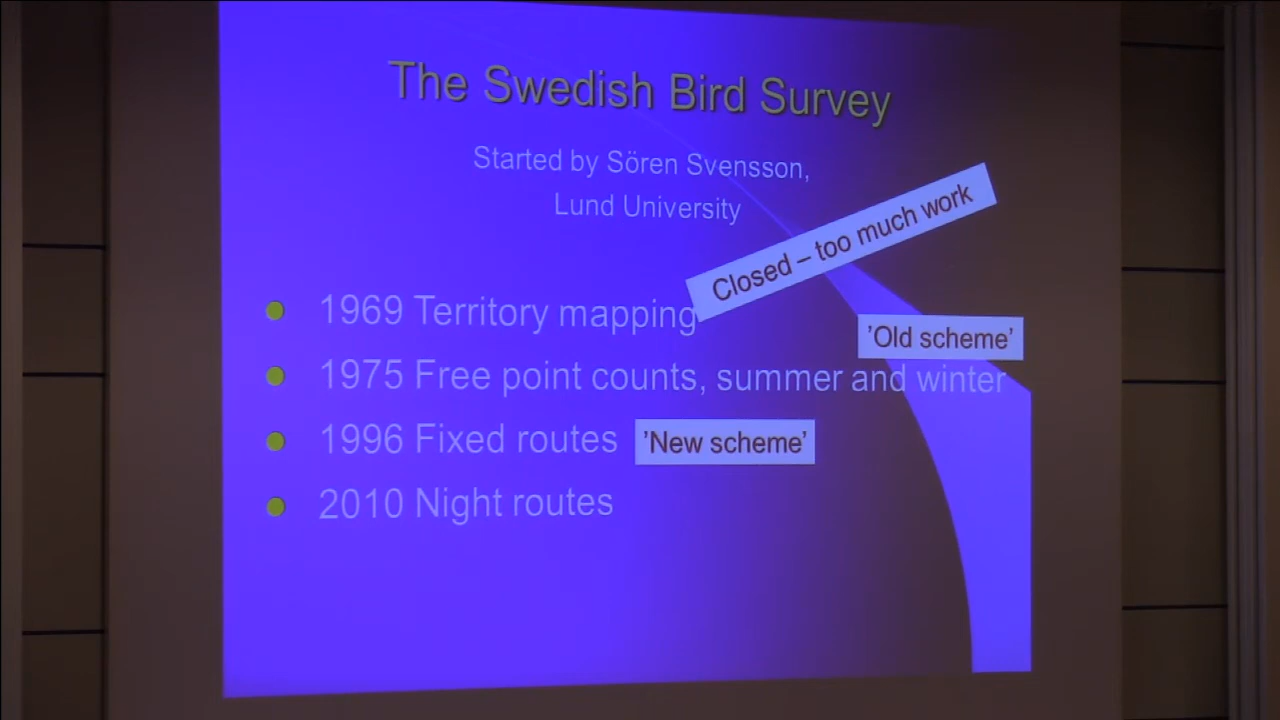 The Swedish Bird Survey
Started by Sören Svensson,
Lund University
Closed – too much work
1969 Territory mapping
'Old scheme'
1975 Free point counts, summer and winter
1996 Fixed routes
'New scheme'
2010 Night routes